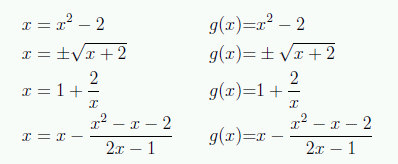 x = x² − 2 g(x)=x² − 2
x = ±√(x + 2) g(x)= ± √(x + 2)
x = 1 + 2/x g(x)=1 + 2/x
x = x − (x² − x − 2)/(2x − 1) g(x)=x − (x² − x − 2)/(2x − 1)